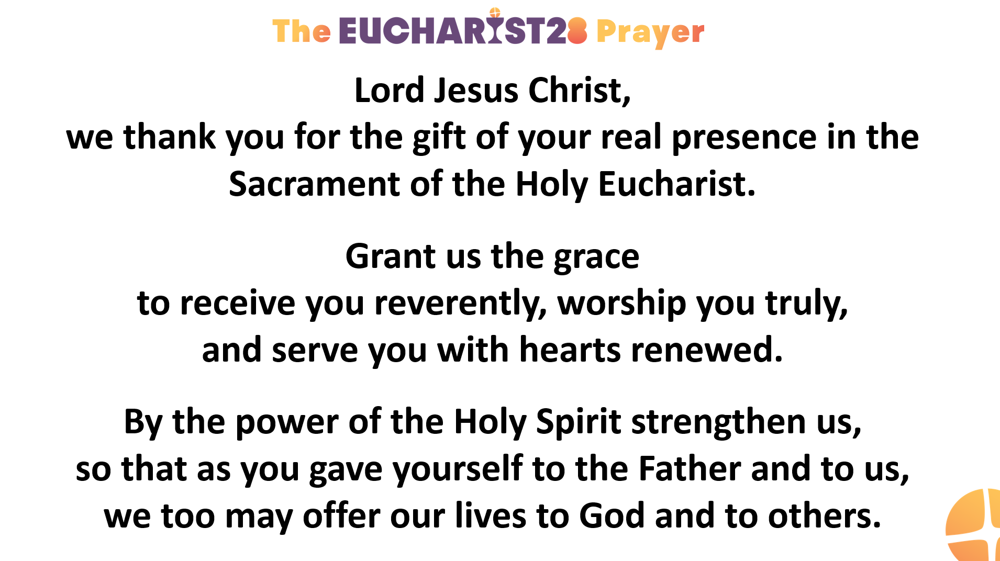 The EUCHARIST28 Prayer
Lord Jesus Christ,
we thank you for the gift of your real presence in the
Sacrament of the Holy Eucharist.
Grant us the grace
to receive you reverently, worship you truly,
and serve you with hearts renewed.
By the power of the Holy Spirit strengthen us,
so that as you gave yourself to the Father and to us,
we too may offer our lives to God and to others.